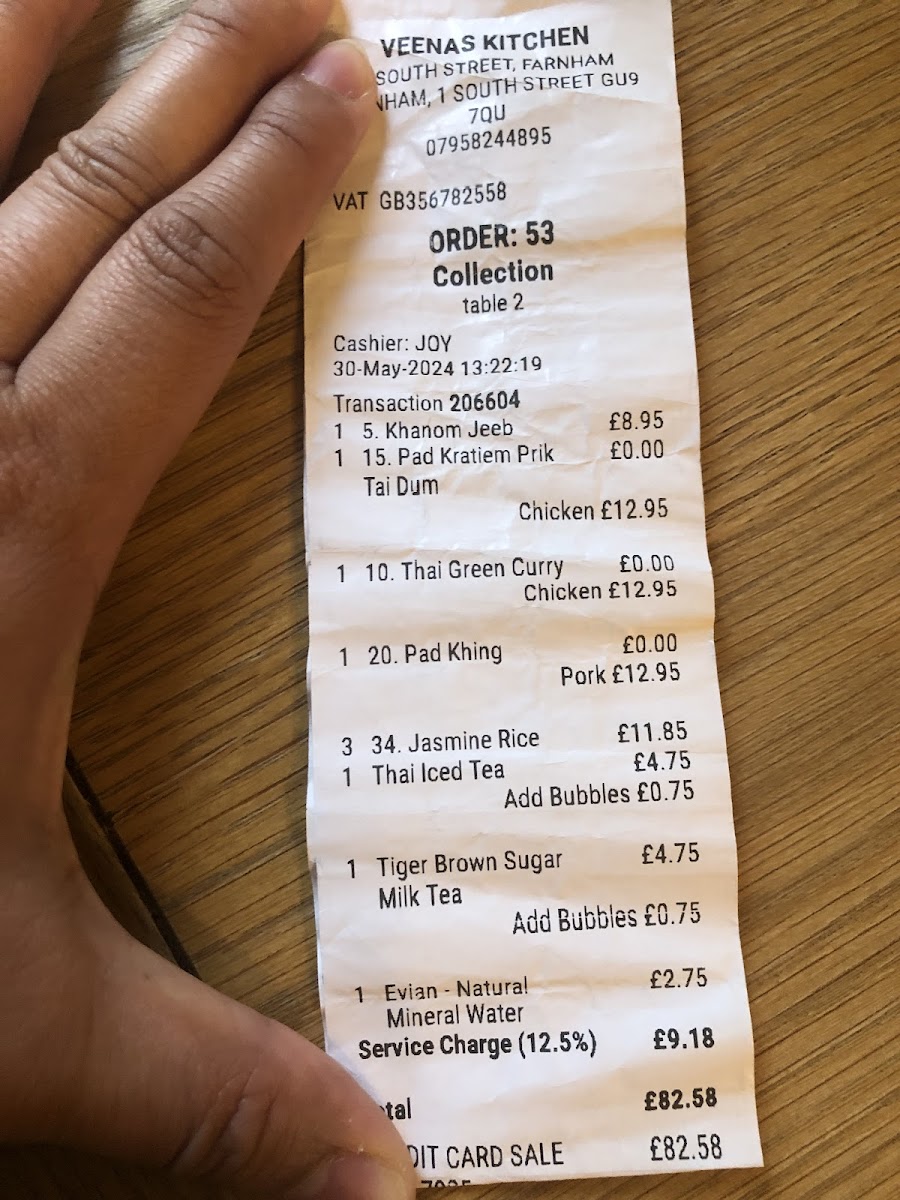 VEENAS KITCHEN
SOUTH STREET, FARNHAM
NHAM, 1 SOUTH STREET GU9
7QU
07958244895
VAT GB356782558
ORDER: 53
Collection
table 2
Cashier: JOY
30-May-2024 13:22:19
Transaction 206604
1 5. Khanom Jeeb £8.95
1 15. Pad Kratiem Prik £0.00
Tai Dum
Chicken £12.95
1 10. Thai Green Curry £0.00
Chicken £12.95
1 20. Pad Khing £0.00
Pork £12.95
3 34. Jasmine Rice £11.85
1 Thai Iced Tea £4.75
Add Bubbles £0.75
1 Tiger Brown Sugar £4.75
Milk Tea
Add Bubbles £0.75
1 Evian - Natural £2.75
Mineral Water
Service Charge (12.5%) £9.18
tal £82.58
DIT CARD SALE £82.58